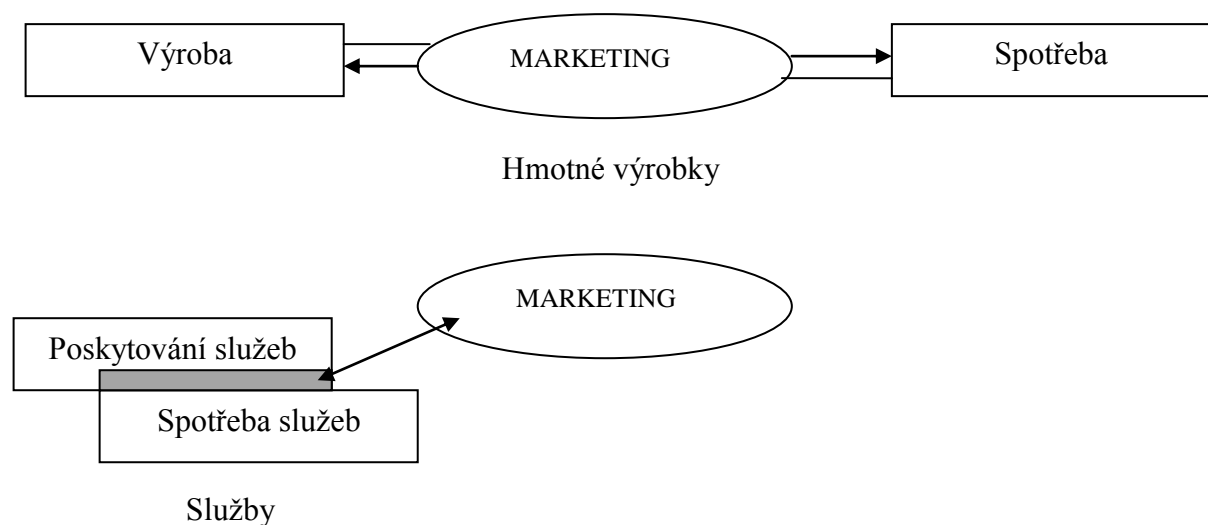 Výroba
MARKETING
Spotřeba
Hmotné výrobky
MARKETING
Poskytování služeb
Spotřeba služeb
Služby